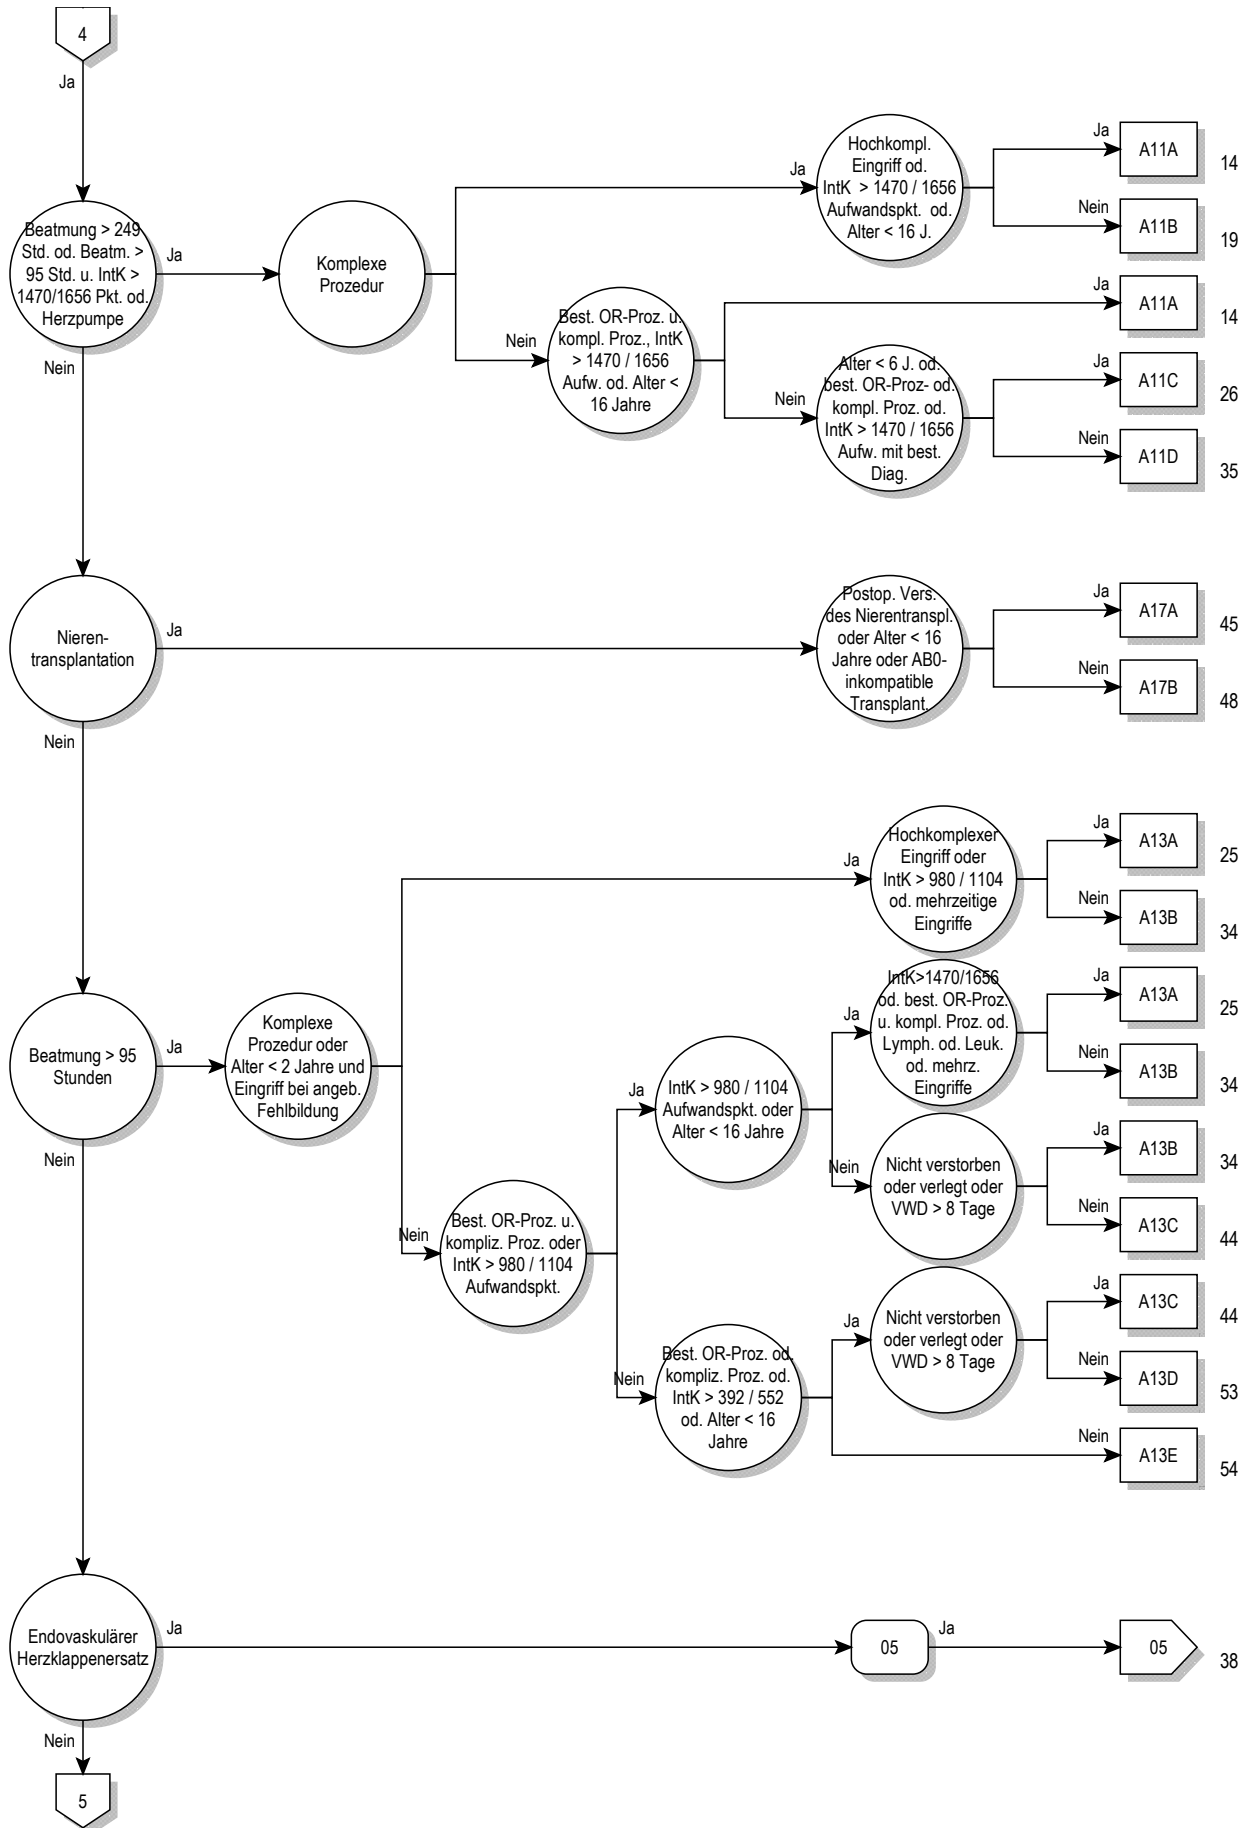 4
Ja
Beatmung > 249
Std. od. Beatm. >
95 Std. u. IntK >
1470/1656 Pkt. od.
Herzpumpe
Ja
Komplexe
Prozedur
Ja
Hochkompl.
Eingriff od.
IntK > 1470 / 1656
Aufwandspkt. od.
Alter < 16 J.
Ja
A11A
14
Nein
A11B
19
Nein
Best. OR-Proz. u.
kompl. Proz., IntK
> 1470 / 1656
Aufw. od. Alter <
16 Jahre
Ja
A11A
14
Nein
Alter < 6 J. od.
best. OR-Proz- od.
kompl. Proz. od.
IntK > 1470 / 1656
Aufw. mit best.
Diag.
Ja
A11C
26
Nein
A11D
35
Nein
Nieren-
transplantation
Ja
Postop. Vers.
des Nierentranspl.
oder Alter < 16
Jahre oder AB0-
inkompatible
Transplant.
Ja
A17A
45
Nein
A17B
48
Nein
Beatmung > 95
Stunden
Ja
Komplexe
Prozedur oder
Alter < 2 Jahre und
Eingriff bei angeb.
Fehlbildung
Ja
Hochkomplexer
Eingriff oder
IntK > 980 / 1104
od. mehrzeitige
Eingriffe
Ja
A13A
25
Nein
A13B
34
Nein
Best. OR-Proz. u.
kompliz. Proz. oder
IntK > 980 / 1104
Aufwandspkt.
Ja
IntK > 980 / 1104
Aufwandspkt. oder
Alter < 16 Jahre
Ja
IntK>1470/1656
od. best. OR-Proz.
u. kompl. Proz. od.
Lymph. od. Leuk.
od. mehrz.
Eingriffe
Ja
A13A
25
Nein
A13B
34
Nein
Nicht verstorben
oder verlegt oder
VWD > 8 Tage
Ja
A13B
34
Nein
A13C
44
Nein
Best. OR-Proz. od.
kompliz. Proz. od.
IntK > 392 / 552
od. Alter < 16
Jahre
Ja
Nicht verstorben
oder verlegt oder
VWD > 8 Tage
Ja
A13C
44
Nein
A13D
53
Nein
A13E
54
Nein
Endovaskulärer
Herzklappenersatz
Ja
05
Ja
05
38
Nein
5